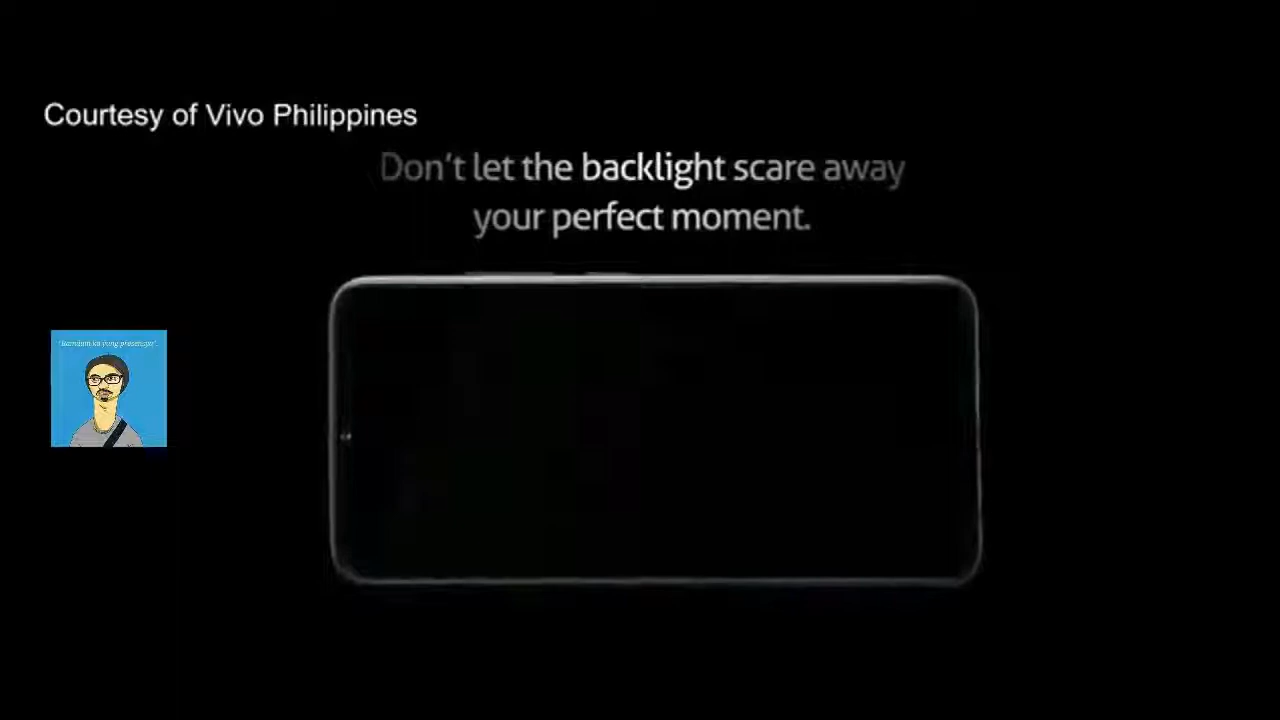 Courtesy of Vivo Philippines
Don't let the backlight scare away
your perfect moment.